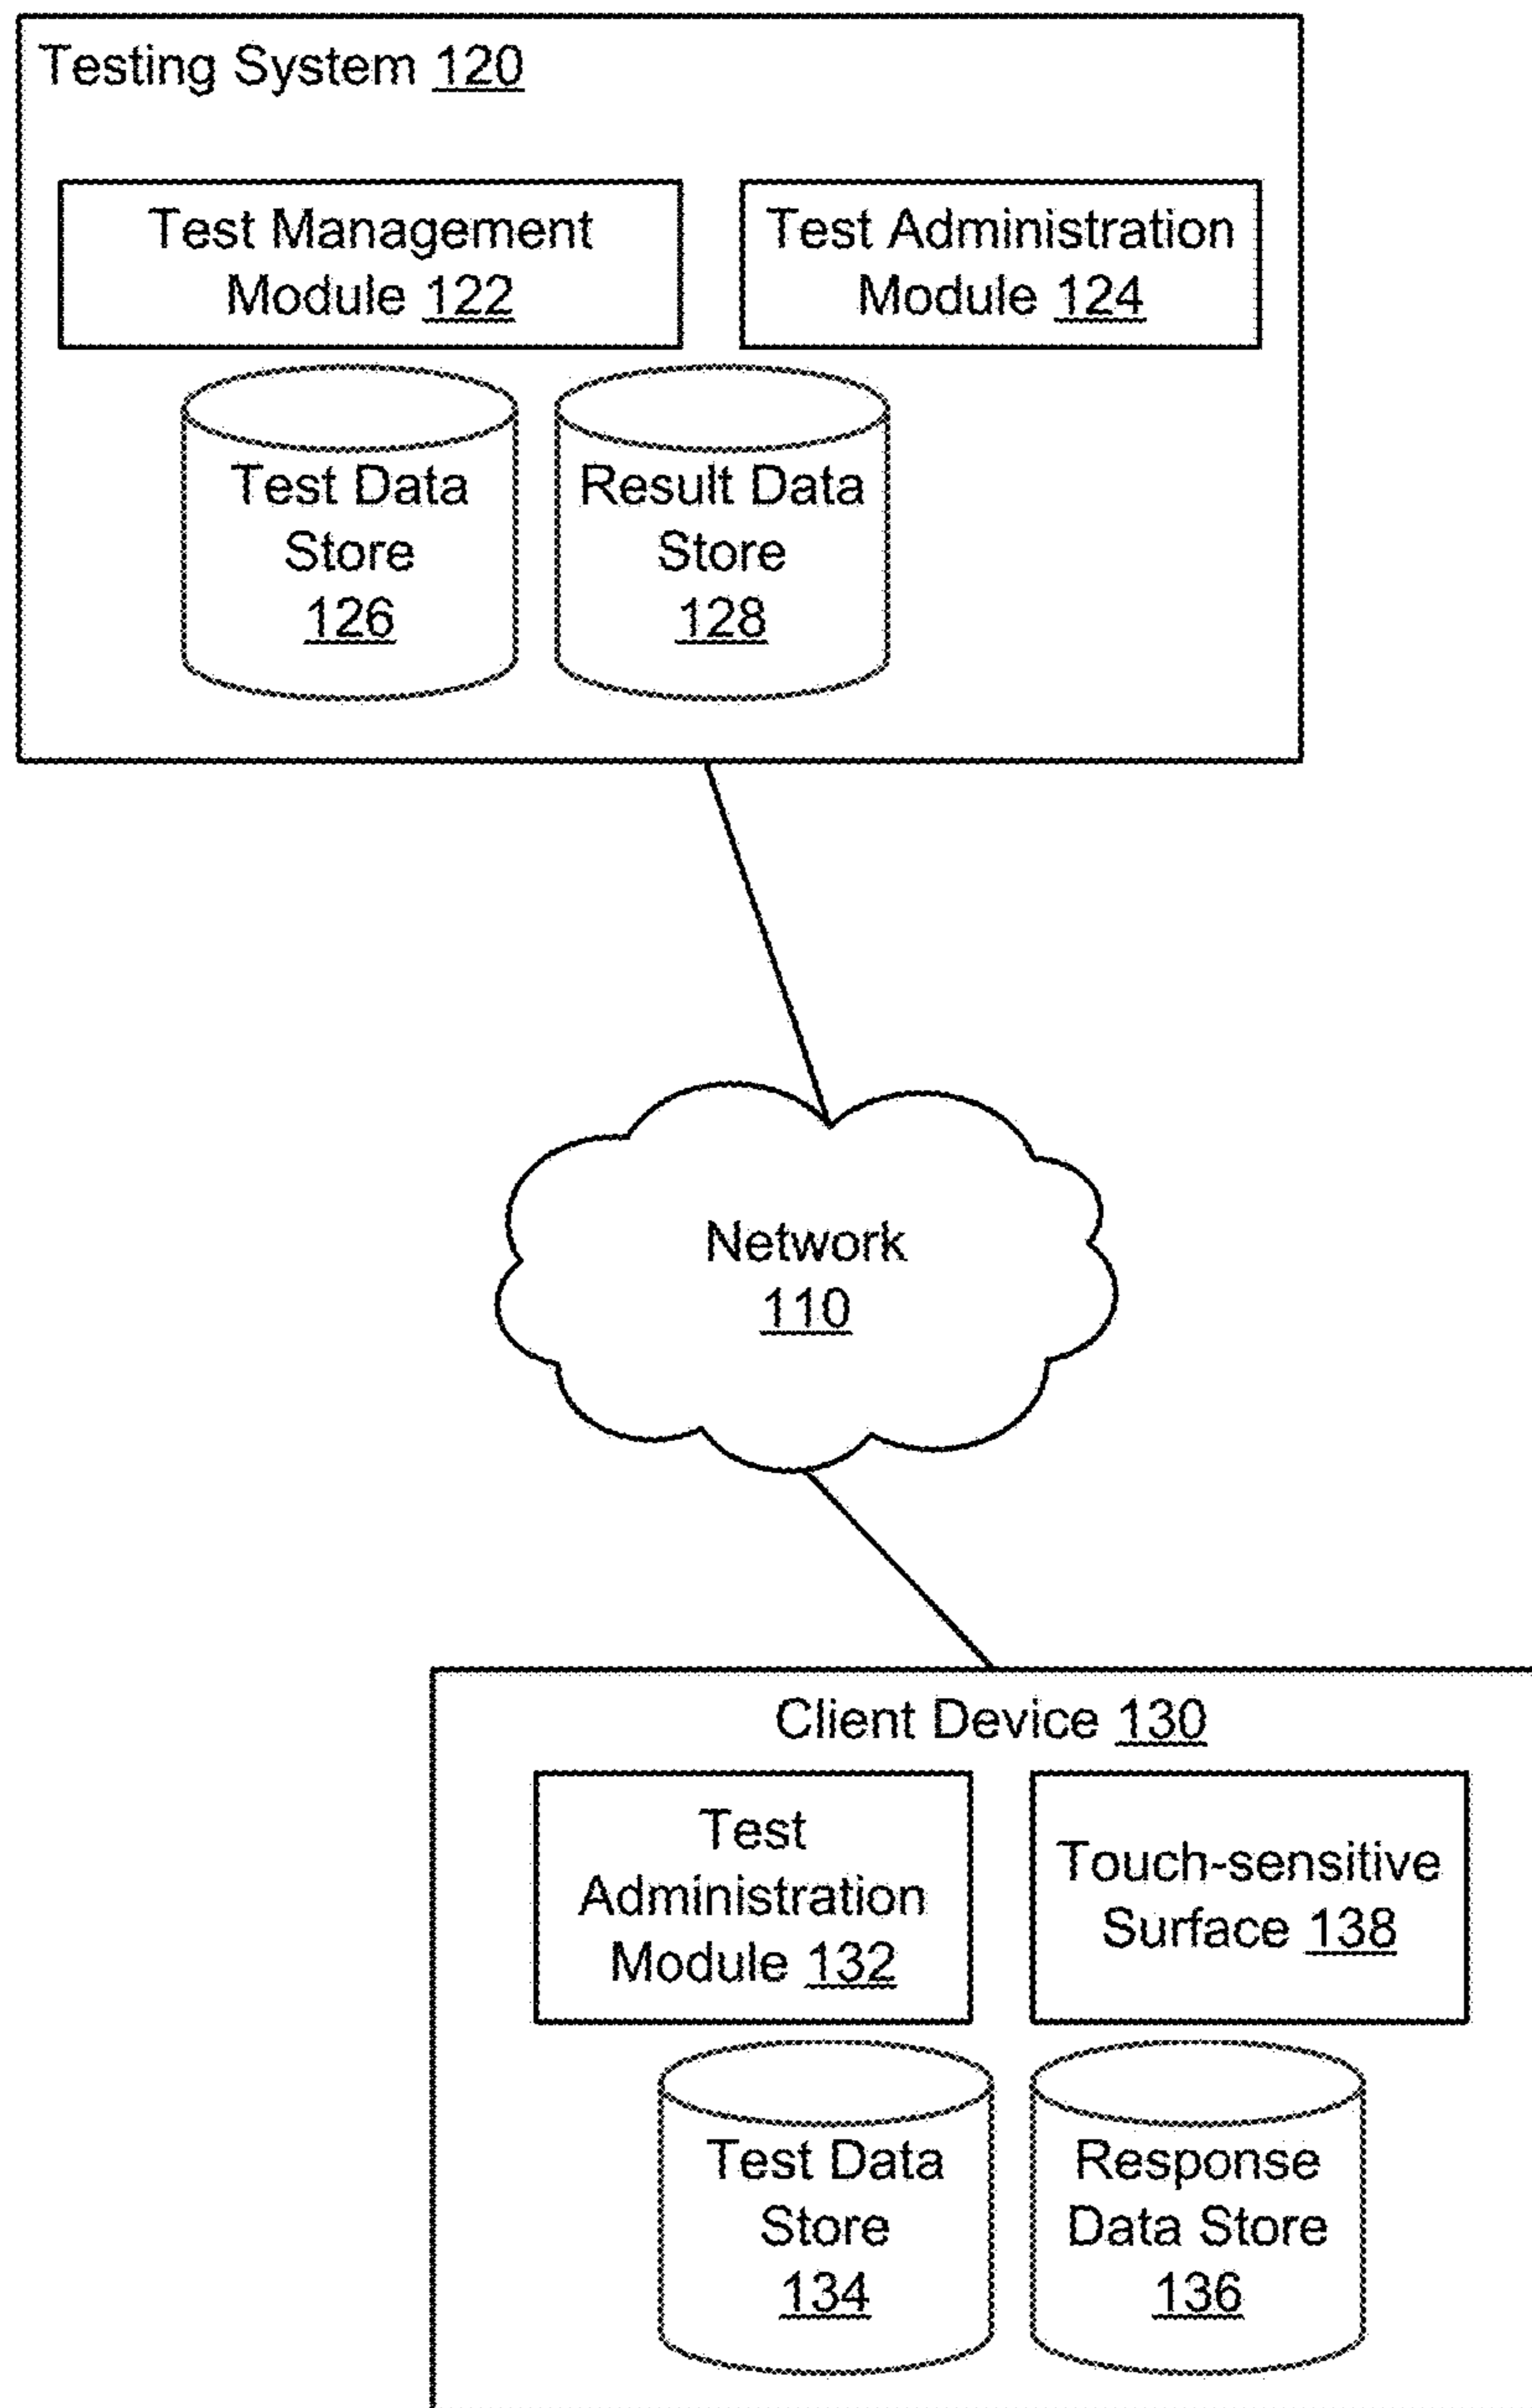 Testing System 120
Test Management
Module 122
Test Administration
Module 124
Test Data
Store
126
Result Data
Store
128
Network
110
Client Device 130
Test
Administration
Module 132
Touch-sensitive
Surface 138
Test Data
Store
134
Response
Data Store
136